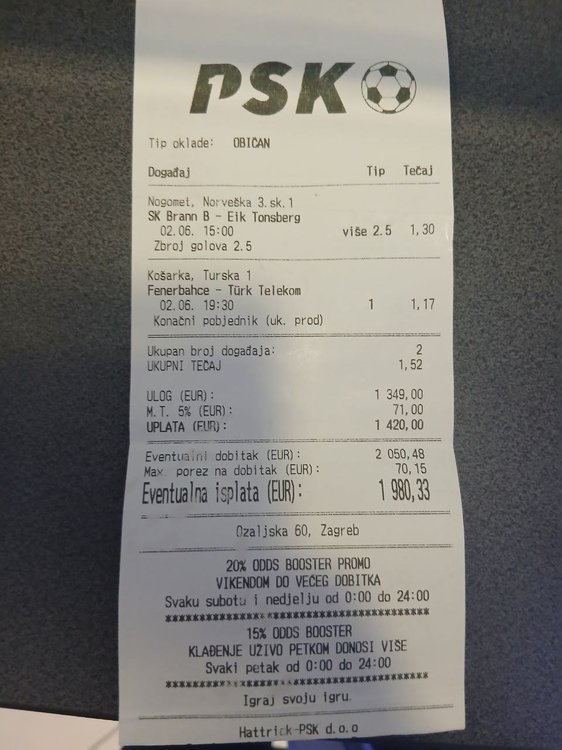 PSK
Tip oklade: OBIČAN
Događaj Tip Tečaj
Nogomet, Norveška 3.sk.1
SK Brann B - Eik Tonsberg
02.06. 15:00 više 2.5 1,30
Zbroj golova 2.5
Košarka, Turska 1
Fenerbahce - Türk Telekom
02.06. 19:30 1 1,17
Konačni pobjednik (uk. prod)
Ukupan broj događaja: 2
UKUPNI TEČAJ 1,52
ULOG (EUR): 1 349,00
M.T. 5% (EUR): 71,00
UPLATA (EUR): 1 420,00
Eventualni dobitak (EUR): 2 050,48
Max. porez na dobitak (EUR): 70,15
Eventualna isplata (EUR): 1 980,33
Ozaljska 60, Zagreb
20% ODDS BOOSTER PROMO
VIKENDOM DO VEĆEG DOBITKA
Svaku subotu i nedjelju od 0:00 do 24:00
****************************************
15% ODDS BOOSTER
KLAĐENJE UŽIVO PETKOM DONOSI VIŠE
Svaki petak od 0:00 do 24:00
****************************************
Igraj svoju igru.
Hattrick-PSK d.o.o